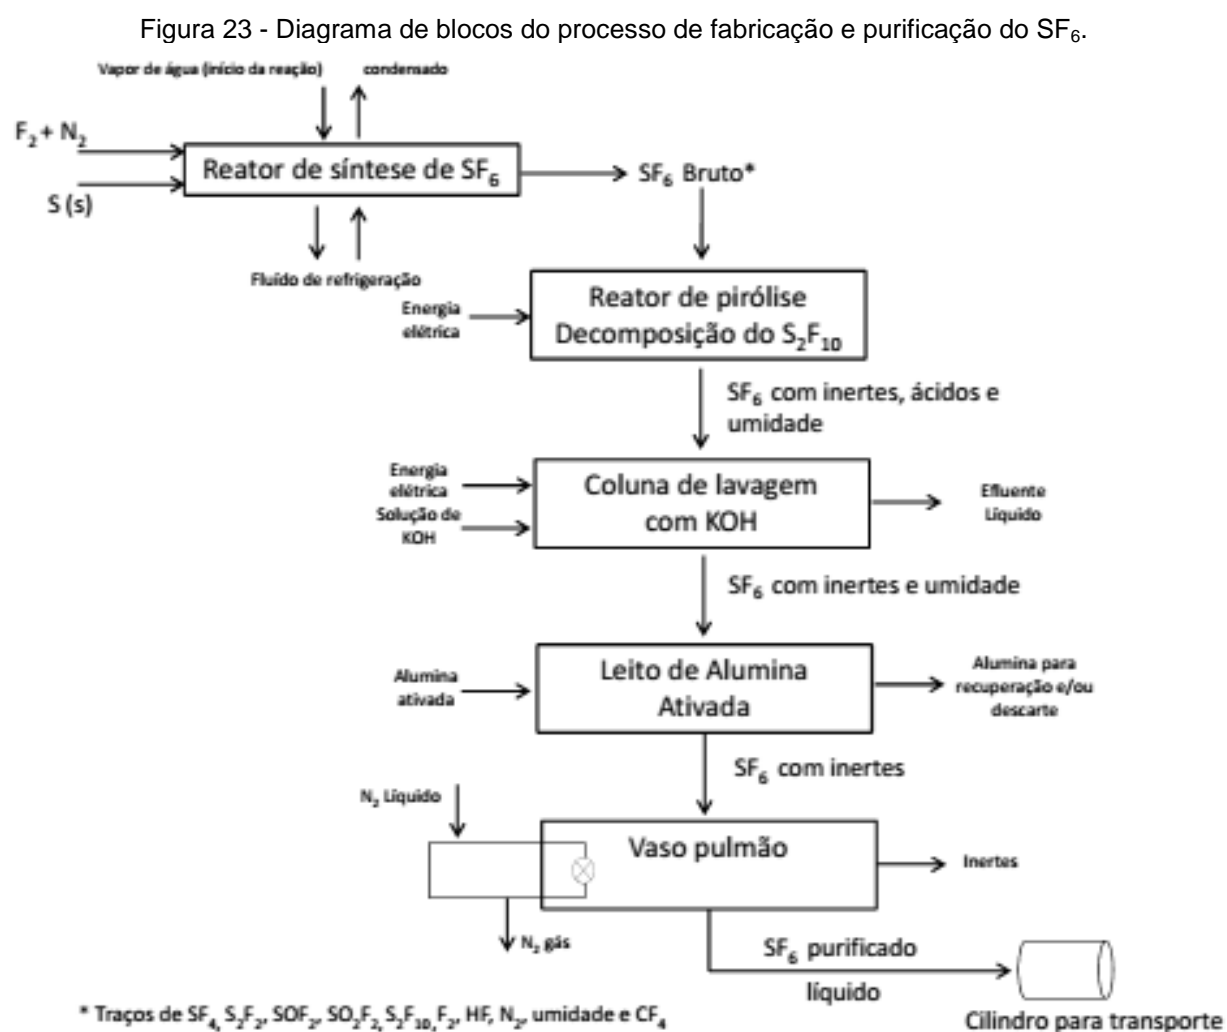 Figura 23 - Diagrama de blocos do processo de fabricação e purificação do SF₆.
Vapor de água (início da reação)
condensado
F₂ + N₂
S (s)
Reator de síntese de SF₆
SF₆ Bruto*
Fluído de refrigeração
Energia
elétrica
Reator de pirólise
Decomposição do S₂F₁₀
SF₆ com inertes, ácidos e
umidade
Energia
elétrica
Solução de
KOH
Coluna de lavagem
com KOH
Efluente
Líquido
SF₆ com inertes e umidade
Alumina
ativada
Leito de Alumina
Ativada
Alumina para
recuperação e/ou
descarte
SF₆ com inertes
N₂ Líquido
Vaso pulmão
Inertes
N₂ gás
SF₆ purificado
líquido
Cilindro para transporte
* Traços de SF₄, S₂F₂, SOF₂, SO₂F₂, S₂F₁₀, F₂, HF, N₂, umidade e CF₄